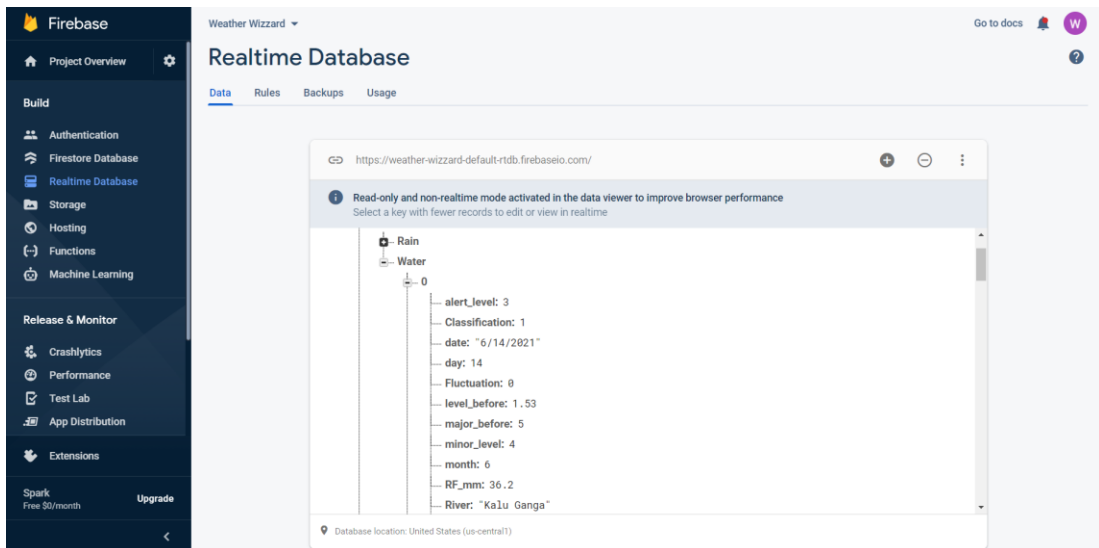 Firebase
Project Overview
Build
Authentication
Firestore Database
Realtime Database
Storage
Hosting
Functions
Machine Learning
Release & Monitor
Crashlytics
Performance
Test Lab
App Distribution
Extensions
Spark
Free $0/month
Upgrade
Weather Wizzard
Go to docs
W
Realtime Database
Data Rules Backups Usage
https://weather-wizzard-default-rtdb.firebaseio.com/
Read-only and non-realtime mode activated in the data viewer to improve browser performance
Select a key with fewer records to edit or view in realtime
Rain
Water
0
alert_level: 3
Classification: 1
date: "6/14/2021"
day: 14
Fluctuation: 0
level_before: 1.53
major_before: 5
minor_level: 4
month: 6
RF_mm: 36.2
River: "Kalu Ganga"
Database location: United States (us-central1)